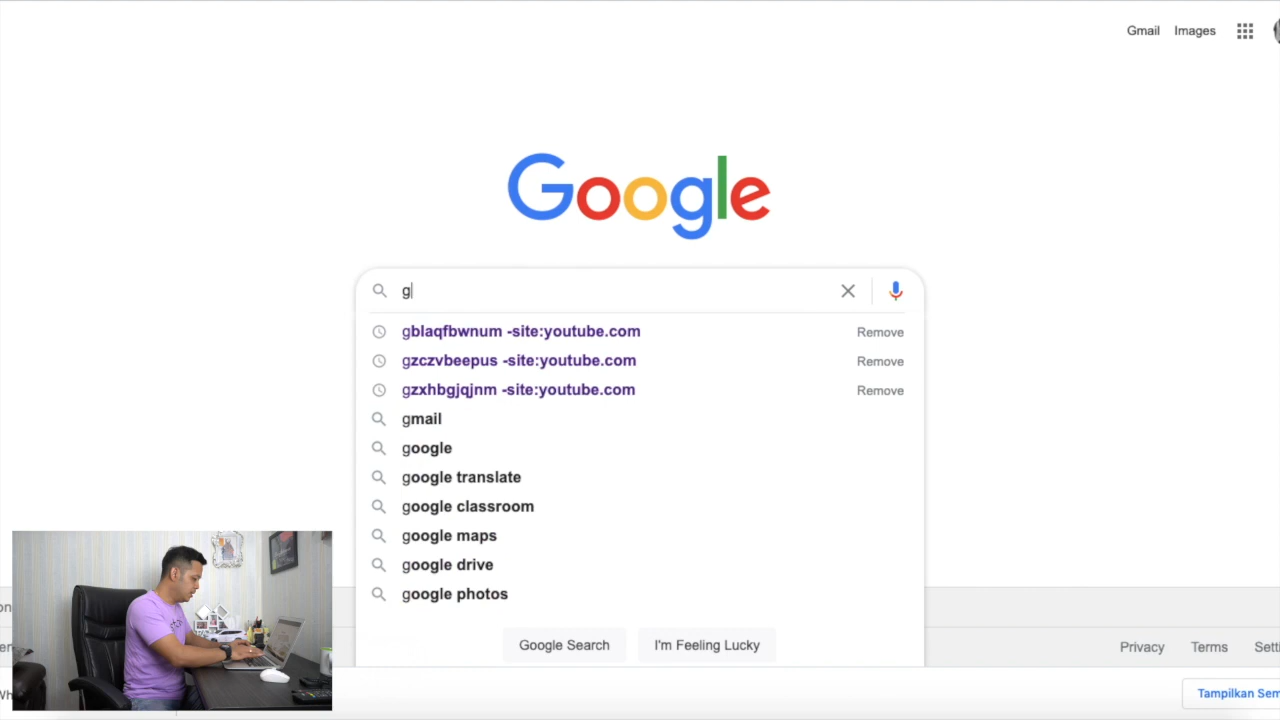 Gmail Images
Google
g
gblaqfbwnum -site:youtube.com Remove
gzczvbeepus -site:youtube.com Remove
gzxhbgjqjnm -site:youtube.com Remove
gmail
google
google translate
google classroom
google maps
google drive
google photos
Google Search I'm Feeling Lucky
Privacy Terms Setti
Tampilkan Sem